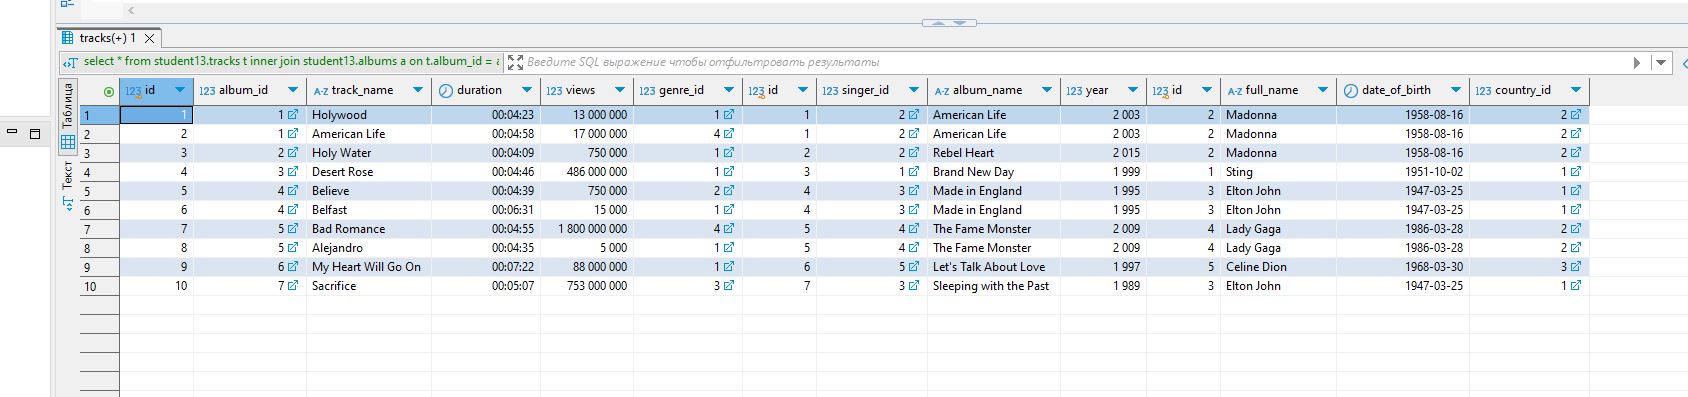 tracks(+) 1
select * from student13.tracks t inner join student13.albums a on t.album_id = a Введите SQL выражение чтобы отфильтровать результаты
Таблица
Текст
123 id 123 album_id A-Z track_name duration 123 views 123 genre_id 123 id 123 singer_id A-Z album_name 123 year 123 id A-Z full_name date_of_birth 123 country_id
1 1 1 Holywood 00:04:23 13 000 000 1 1 2 American Life 2 003 2 Madonna 1958-08-16 2
2 2 1 American Life 00:04:58 17 000 000 4 1 2 American Life 2 003 2 Madonna 1958-08-16 2
3 3 2 Holy Water 00:04:09 750 000 1 2 2 Rebel Heart 2 015 2 Madonna 1958-08-16 2
4 4 3 Desert Rose 00:04:46 486 000 000 1 3 1 Brand New Day 1 999 1 Sting 1951-10-02 1
5 5 4 Believe 00:04:39 750 000 2 4 3 Made in England 1 995 3 Elton John 1947-03-25 1
6 6 4 Belfast 00:06:31 15 000 1 4 3 Made in England 1 995 3 Elton John 1947-03-25 1
7 7 5 Bad Romance 00:04:55 1 800 000 000 4 5 4 The Fame Monster 2 009 4 Lady Gaga 1986-03-28 2
8 8 5 Alejandro 00:04:35 5 000 1 5 4 The Fame Monster 2 009 4 Lady Gaga 1986-03-28 2
9 9 6 My Heart Will Go On 00:07:22 88 000 000 1 6 5 Let's Talk About Love 1 997 5 Celine Dion 1968-03-30 3
10 10 7 Sacrifice 00:05:07 753 000 000 3 7 3 Sleeping with the Past 1 989 3 Elton John 1947-03-25 1